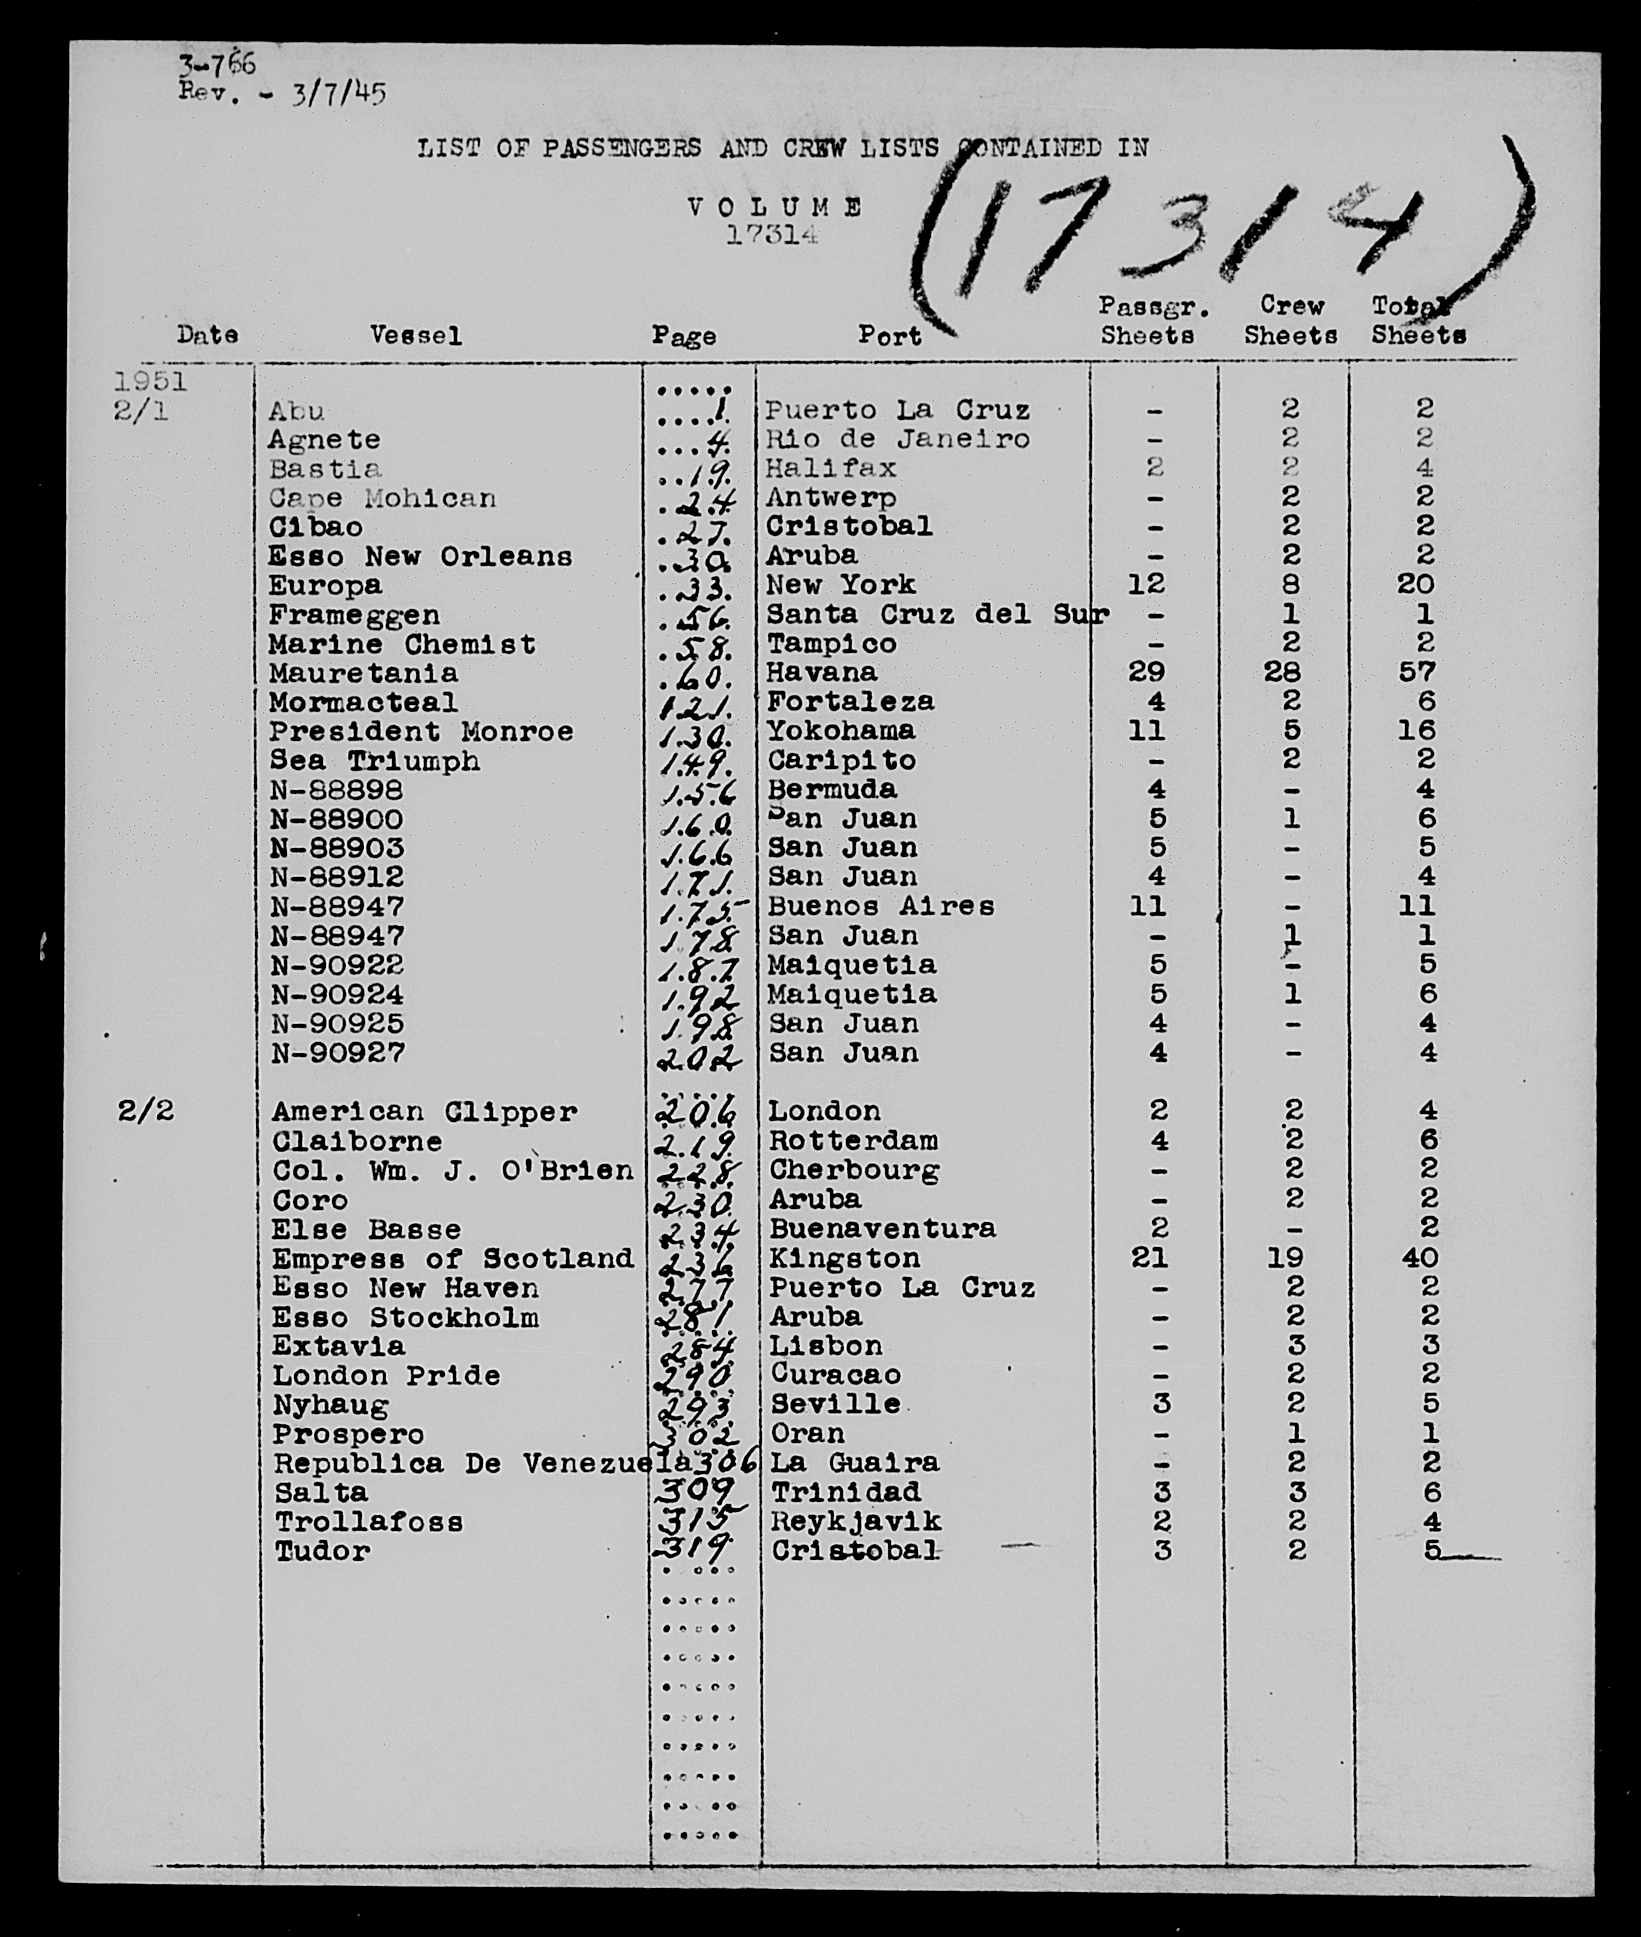 3-766
Rev. - 3/7/45
LIST OF PASSENGERS AND CREW LISTS CONTAINED IN
VOLUME
17314
(17314)
Date Vessel Page Port Passgr. Sheets Crew Sheets Total Sheets
1951
2/1 Abu 1 Puerto La Cruz - 2 2
Agnete 4 Rio de Janeiro - 2 2
Bastia 19 Halifax 2 2 4
Cape Mohican 24 Antwerp - 2 2
Cibao 27 Cristobal - 2 2
Esso New Orleans 30 Aruba - 2 2
Europa 33 New York 12 8 20
Frameggen 56 Santa Cruz del Sur - 1 1
Marine Chemist 58 Tampico - 2 2
Mauretania 60 Havana 29 28 57
Mormacteal 121 Fortaleza 4 2 6
President Monroe 130 Yokohama 11 5 16
Sea Triumph 149 Caripito - 2 2
N-88898 156 Bermuda 4 - 4
N-88900 160 San Juan 5 1 6
N-88903 166 San Juan 5 - 5
N-88912 171 San Juan 4 - 4
N-88947 175 Buenos Aires 11 - 11
N-88947 178 San Juan - 1 1
N-90922 187 Maiquetia 5 - 5
N-90924 192 Maiquetia 5 1 6
N-90925 198 San Juan 4 - 4
N-90927 202 San Juan 4 - 4
2/2 American Clipper 206 London 2 2 4
Claiborne 219 Rotterdam 4 2 6
Col. Wm. J. O'Brien 228 Cherbourg - 2 2
Coro 230 Aruba - 2 2
Else Basse 234 Buenaventura 2 - 2
Empress of Scotland 236 Kingston 21 19 40
Esso New Haven 277 Puerto La Cruz - 2 2
Esso Stockholm 281 Aruba - 2 2
Extavia 284 Lisbon - 3 3
London Pride 290 Curacao - 2 2
Nyhaug 293 Seville 3 2 5
Prospero 302 Oran - 1 1
Republica De Venezuela 306 La Guaira - 2 2
Salta 309 Trinidad 3 3 6
Trollafoss 315 Reykjavik 2 2 4
Tudor 319 Cristobal 3 2 5